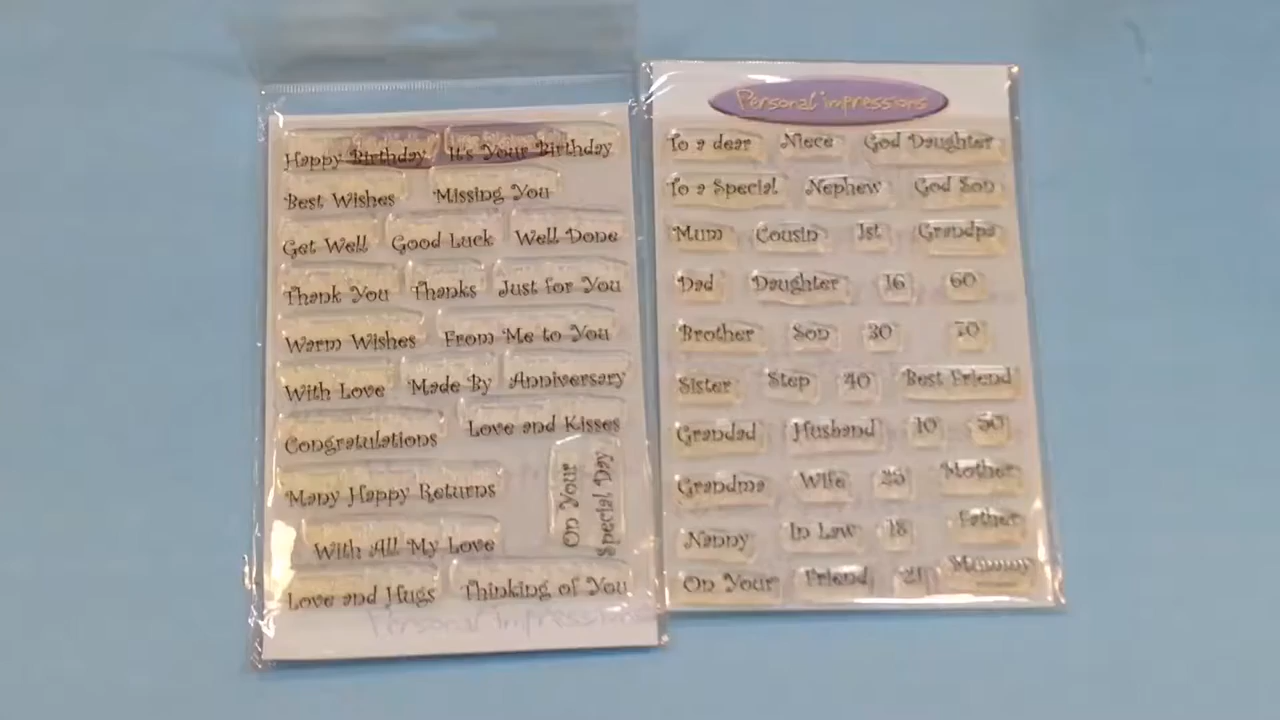 Happy Birthday It's Your Birthday
Best Wishes Missing You
Get Well Good Luck Well Done
Thank You Thanks Just for You
Warm Wishes From Me to You
With Love Made By Anniversary
Congratulations Love and Kisses
Many Happy Returns
On Your
Special Day
With All My Love
Love and Hugs Thinking of You
Personal impressions
Personal impressions
To a dear Niece God Daughter
To a Special Nephew God Son
Mum Cousin 1st Grandpa
Dad Daughter 16 60
Brother Son 30 70
Sister Step 40 Best Friend
Grandad Husband 10 50
Grandma Wife 25 Mother
Nanny In Law 18 Father
On Your Friend 21 Mummy